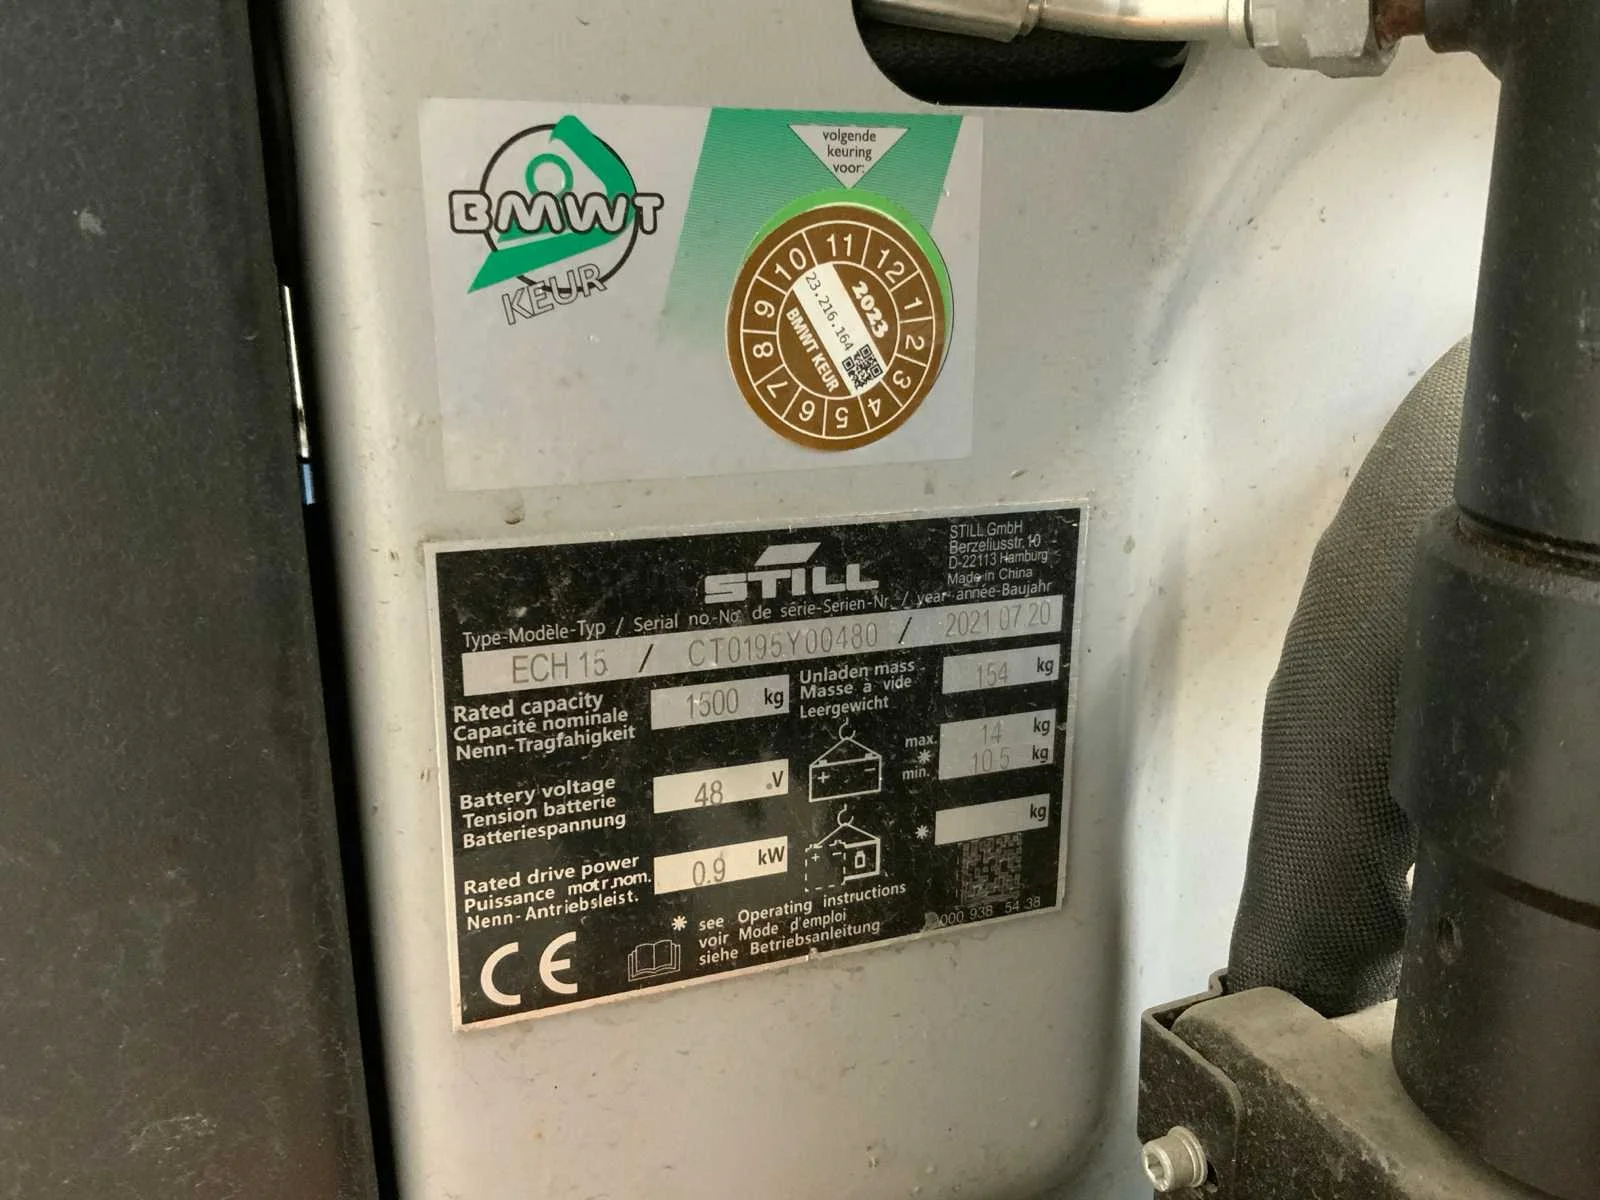 BMWT
KEUR
volgende
keuring
voor:
11
12
1
2
3
4
5
6
7
8
9
10
2023
23.216.164
BMWT KEUR
STILL
STILL GmbH
Berzeliusstr. 10
D-22113 Hamburg
Made in China
Type-Modèle-Typ / Serial no.-No. de série-Serien-Nr. / year-année-Baujahr
ECH 15 / CT0195Y00480 / 2021 07 20
Rated capacity
Capacité nominale
Nenn-Tragfahigkeit
1500 kg
Unladen mass
Masse à vide
Leergewicht
154 kg
Battery voltage
Tension batterie
Batteriespannung
48 V
+ -
max. 14 kg
*
min. 10.5 kg
Rated drive power
Puissance motr.nom.
Nenn-Antriebsleist.
0.9 kW
+ -
* kg
* see Operating instructions
voir Mode d'emploi
siehe Betriebsanleitung
CE
000 938 54 38